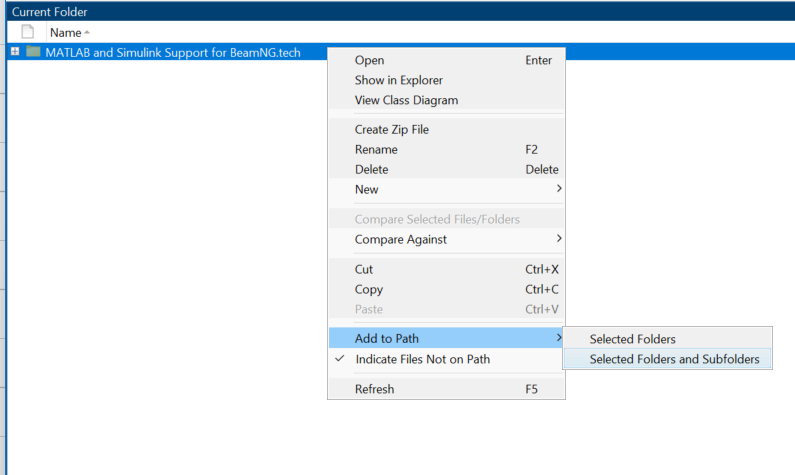 Current Folder
Name
MATLAB and Simulink Support for BeamNG.tech
Open Enter
Show in Explorer
View Class Diagram
Create Zip File
Rename F2
Delete Delete
New
Compare Selected Files/Folders
Compare Against
Cut Ctrl+X
Copy Ctrl+C
Paste Ctrl+V
Add to Path
Selected Folders
Indicate Files Not on Path
Selected Folders and Subfolders
Refresh F5